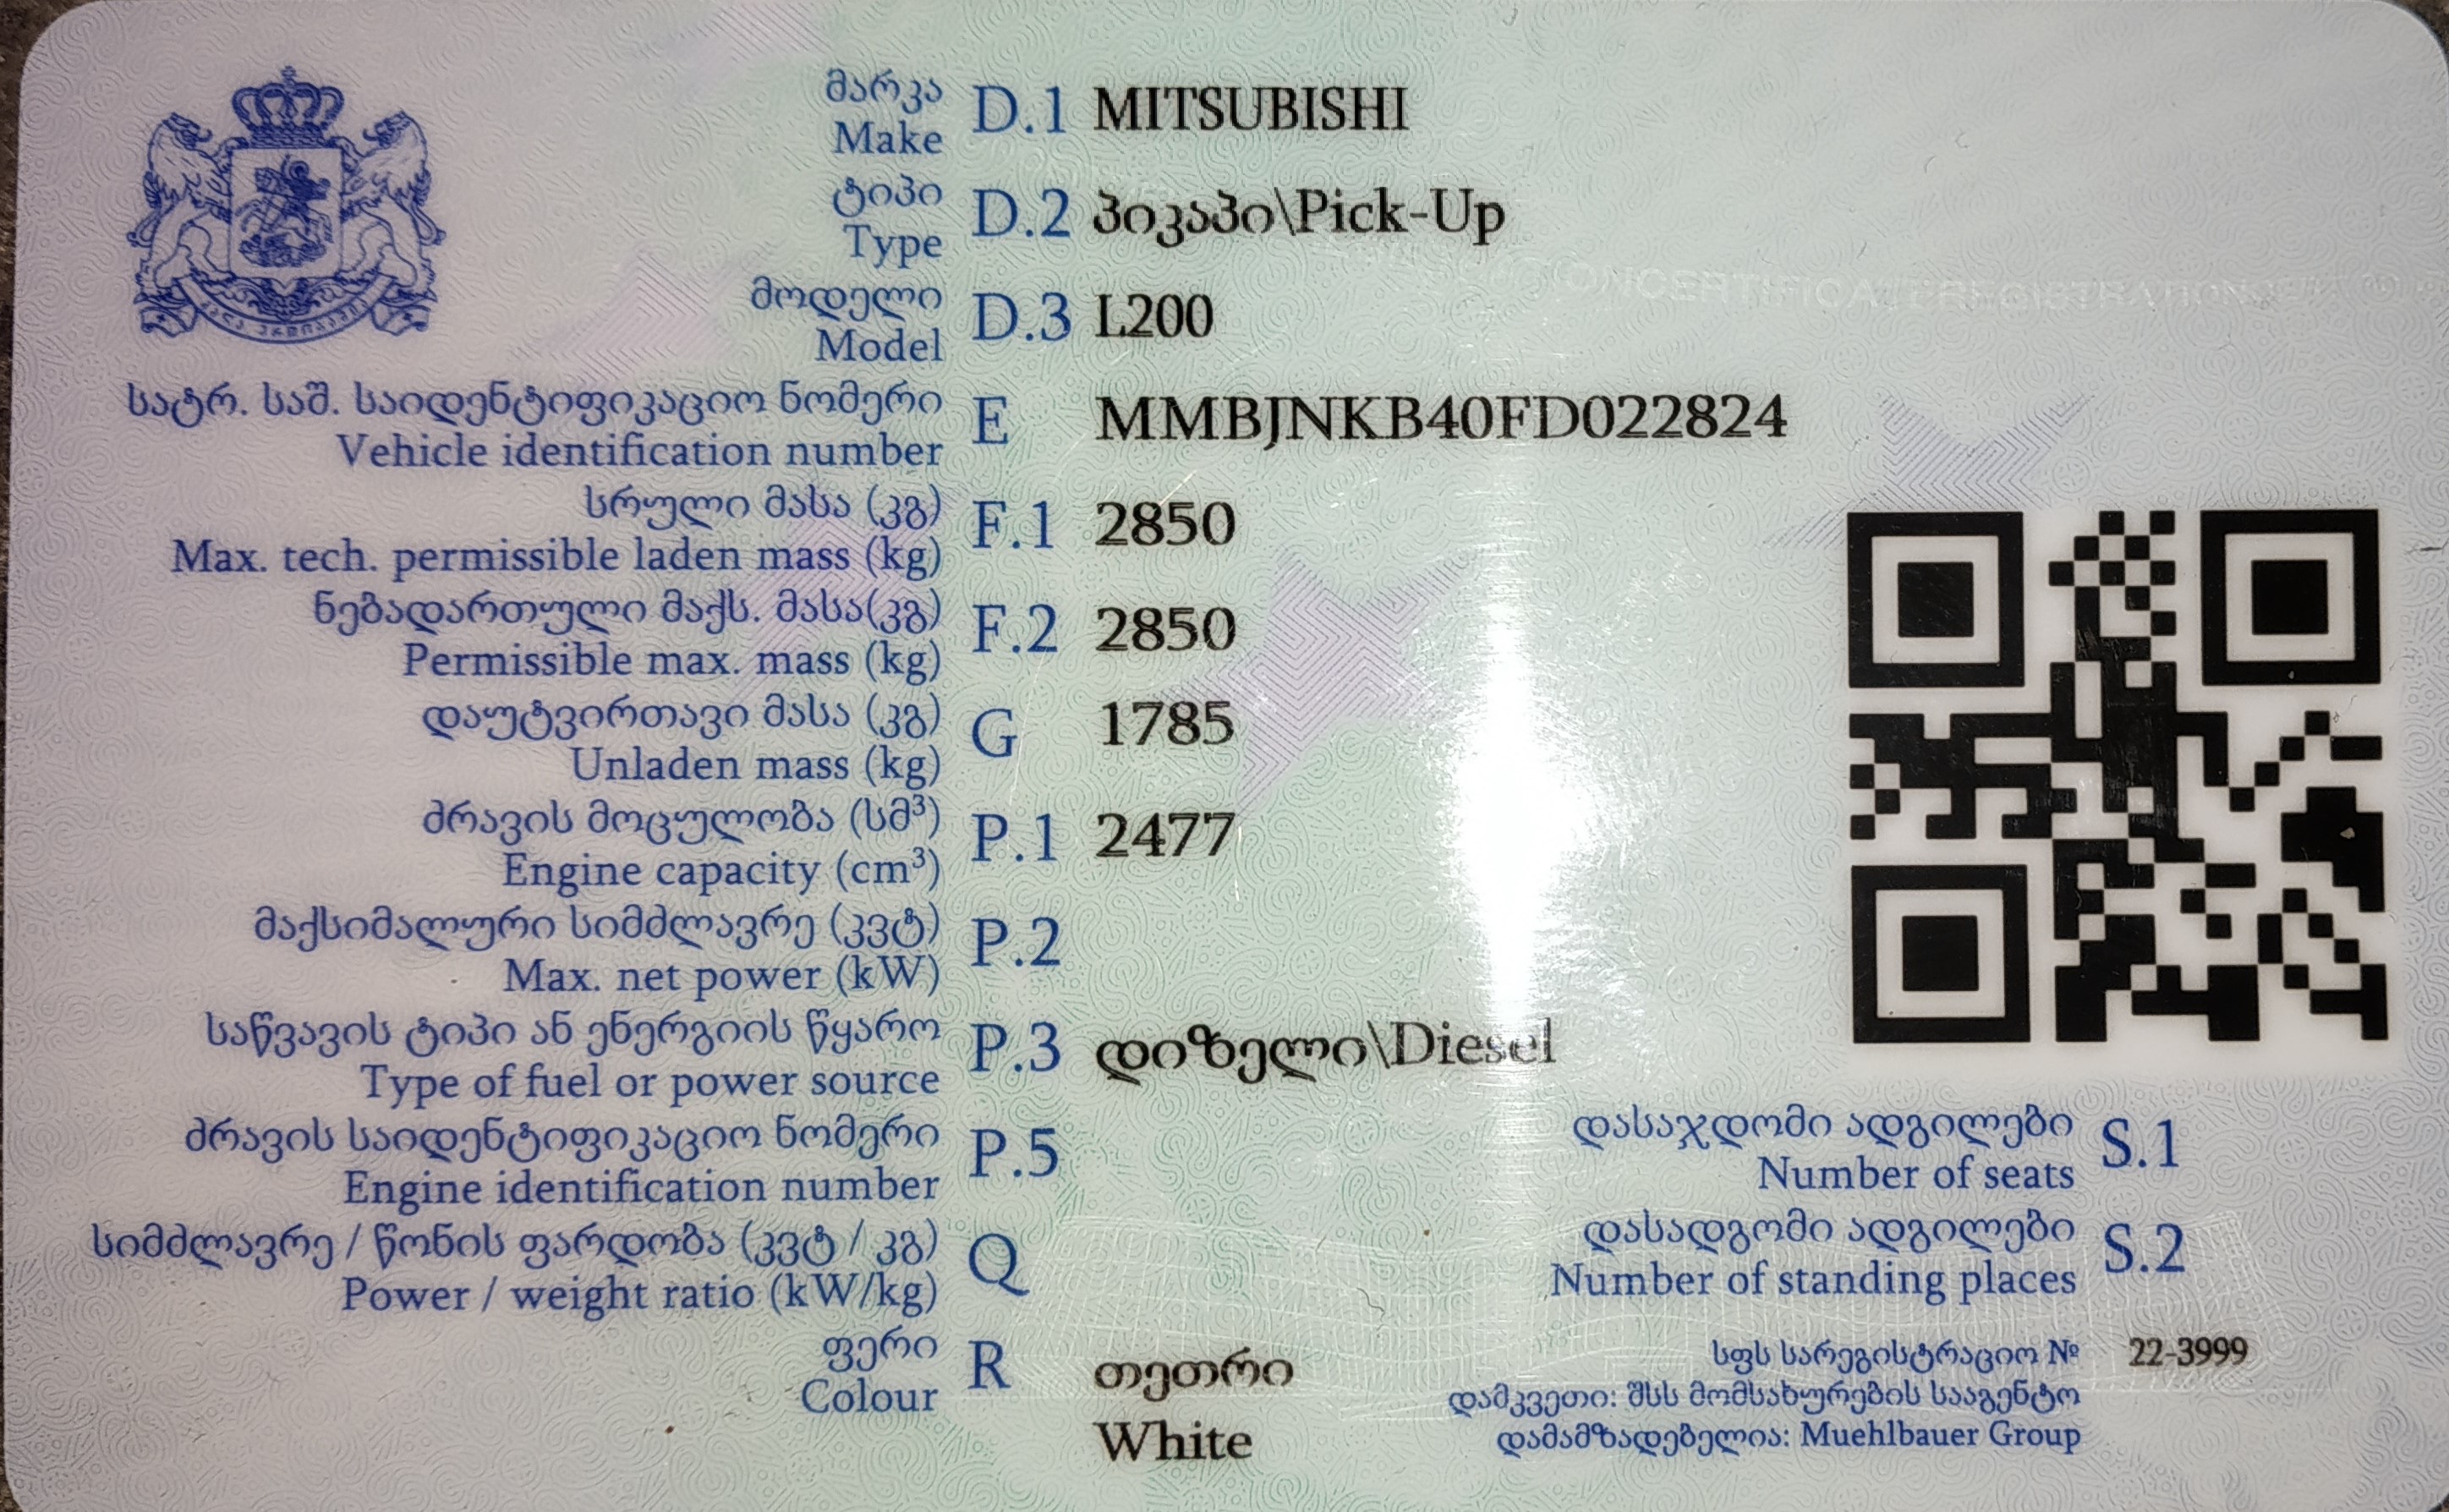 მარკა
Make D.1 MITSUBISHI
ტიპი
Type D.2 პიკაპი\Pick-Up
მოდელი
Model D.3 L200
სატრ. საშ. საიდენტიფიკაციო ნომერი
Vehicle identification number E MMBJNKB40FD022824
სრული მასა (კგ)
Max. tech. permissible laden mass (kg) F.1 2850
ნებადართული მაქს. მასა(კგ)
Permissible max. mass (kg) F.2 2850
დაუტვირთავი მასა (კგ)
Unladen mass (kg) G 1785
ძრავის მოცულობა (სმ³)
Engine capacity (cm³) P.1 2477
მაქსიმალური სიმძლავრე (კვტ)
Max. net power (kW) P.2
საწვავის ტიპი ან ენერგიის წყარო
Type of fuel or power source P.3 დიზელი\Diesel
ძრავის საიდენტიფიკაციო ნომერი
Engine identification number P.5
სიმძლავრე / წონის ფარდობა (კვტ / კგ)
Power / weight ratio (kW/kg) Q
ფერი
Colour R თეთრი
White
დასაჯდომი ადგილები
Number of seats S.1
დასადგომი ადგილები
Number of standing places S.2
სფს სარეგისტრაციო № 22-3999
დამკვეთი: შსს მომსახურების სააგენტო
დამამზადებელია: Muehlbauer Group